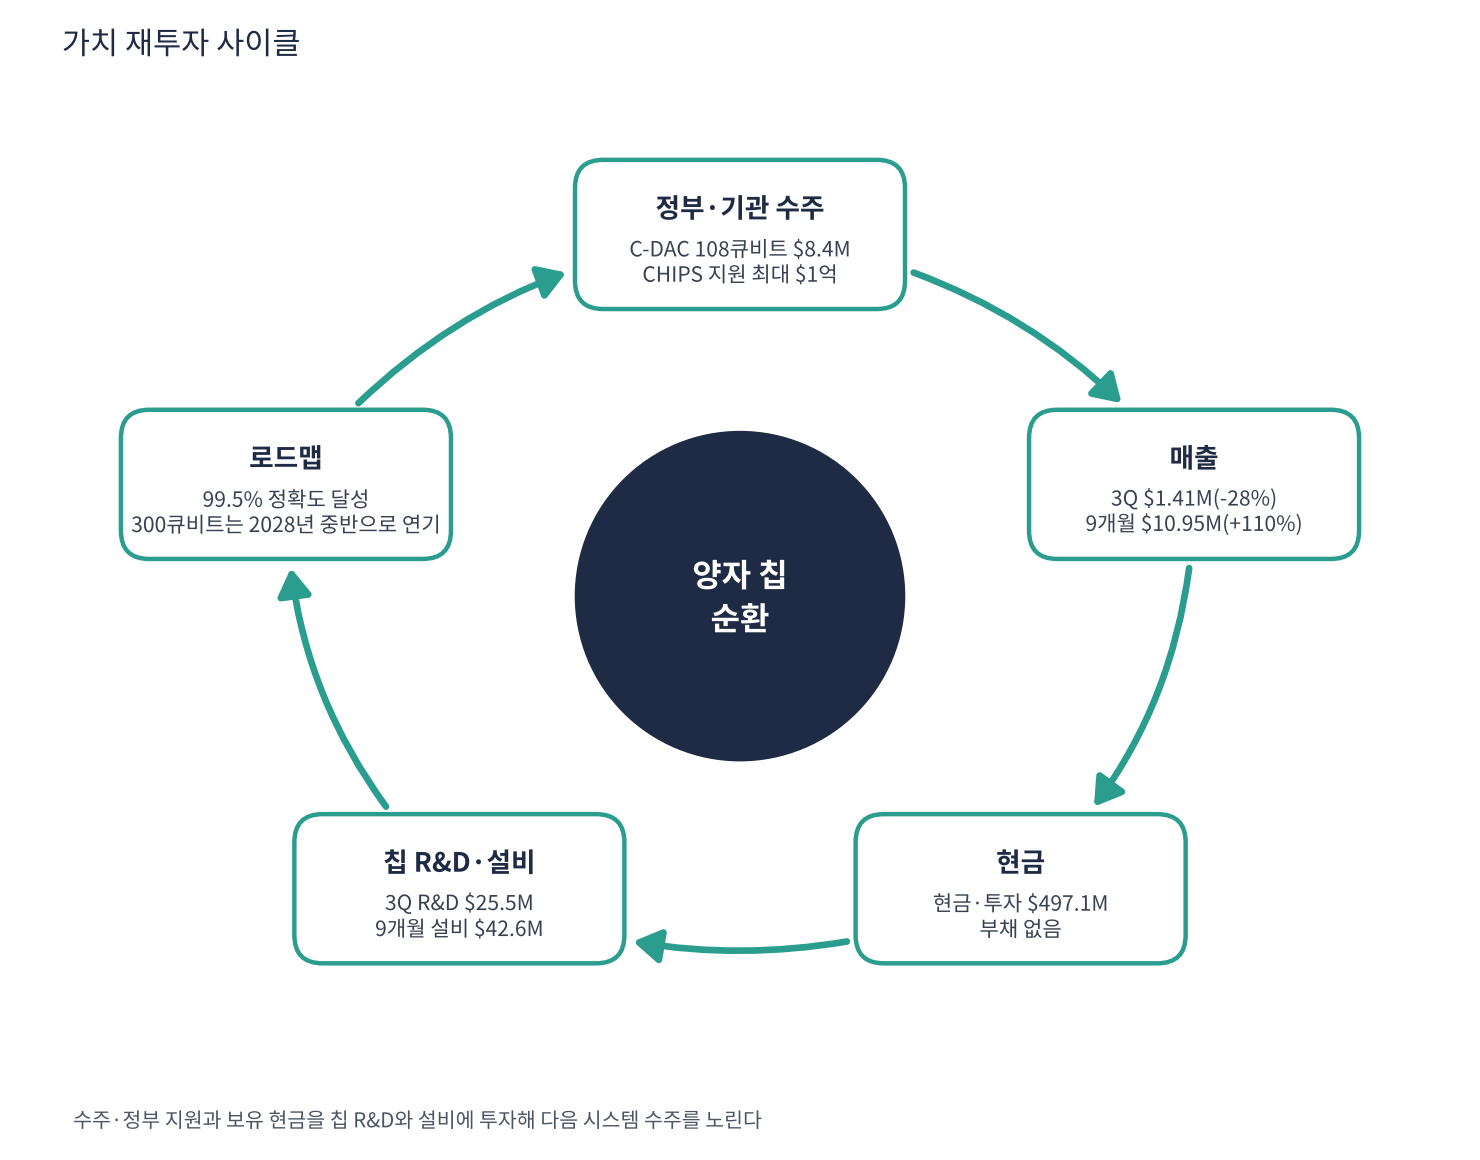 가치 재투자 사이클
정부·기관 수주
C-DAC 108큐비트 $8.4M
CHIPS 지원 최대 $1억
매출
3Q $1.41M(-28%)
9개월 $10.95M(+110%)
현금
현금·투자 $497.1M
부채 없음
칩 R&D·설비
3Q R&D $25.5M
9개월 설비 $42.6M
로드맵
99.5% 정확도 달성
300큐비트는 2028년 중반으로 연기
양자 칩
순환
수주·정부 지원과 보유 현금을 칩 R&D와 설비에 투자해 다음 시스템 수주를 노린다